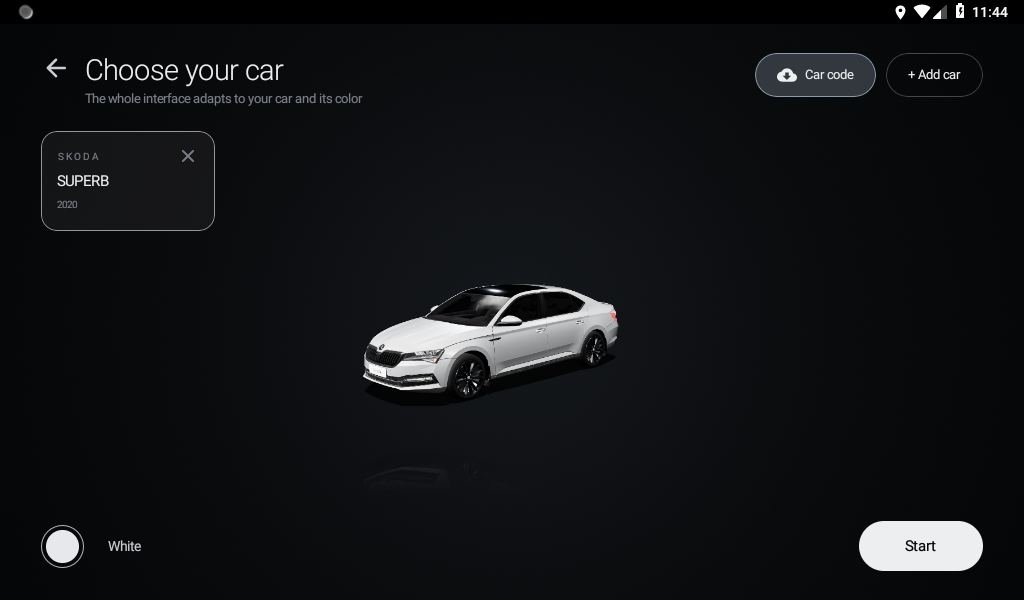 11:44
Choose your car
The whole interface adapts to your car and its color
Car code
+ Add car
SKODA
SUPERB
2020
White
Start